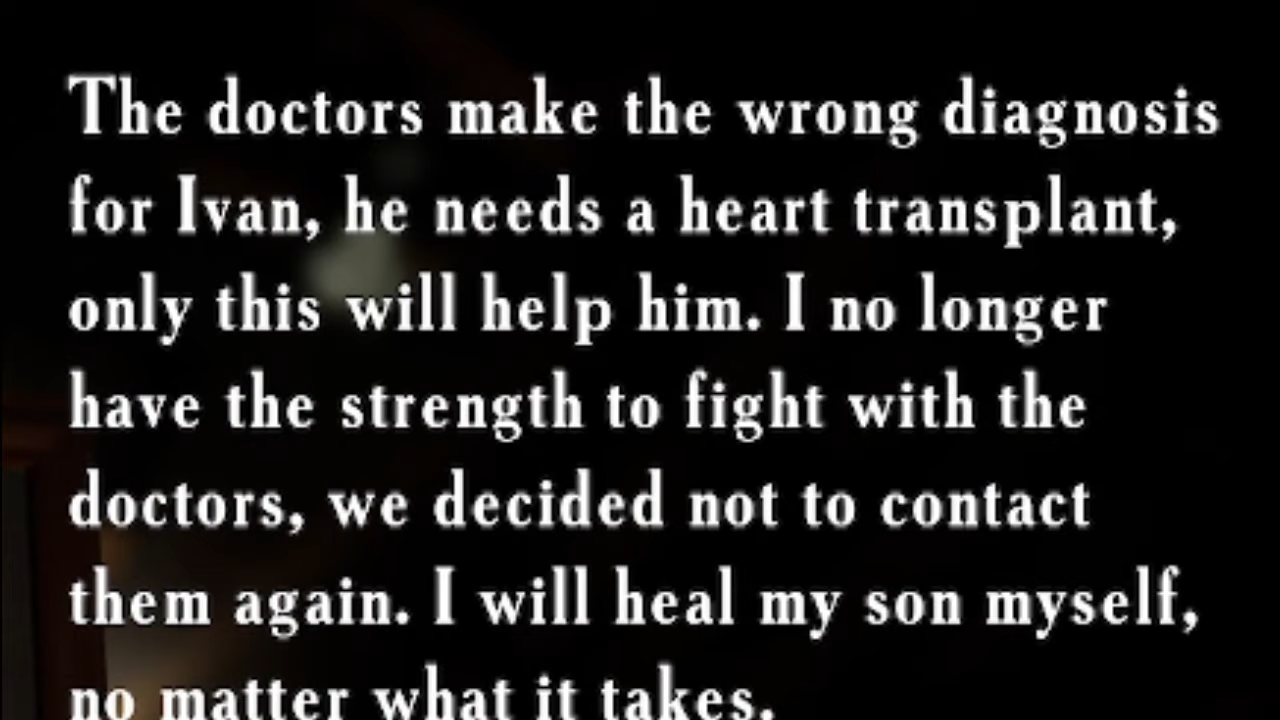 The doctors make the wrong diagnosis
for Ivan, he needs a heart transplant,
only this will help him. I no longer
have the strength to fight with the
doctors, we decided not to contact
them again. I will heal my son myself,
no matter what it takes.